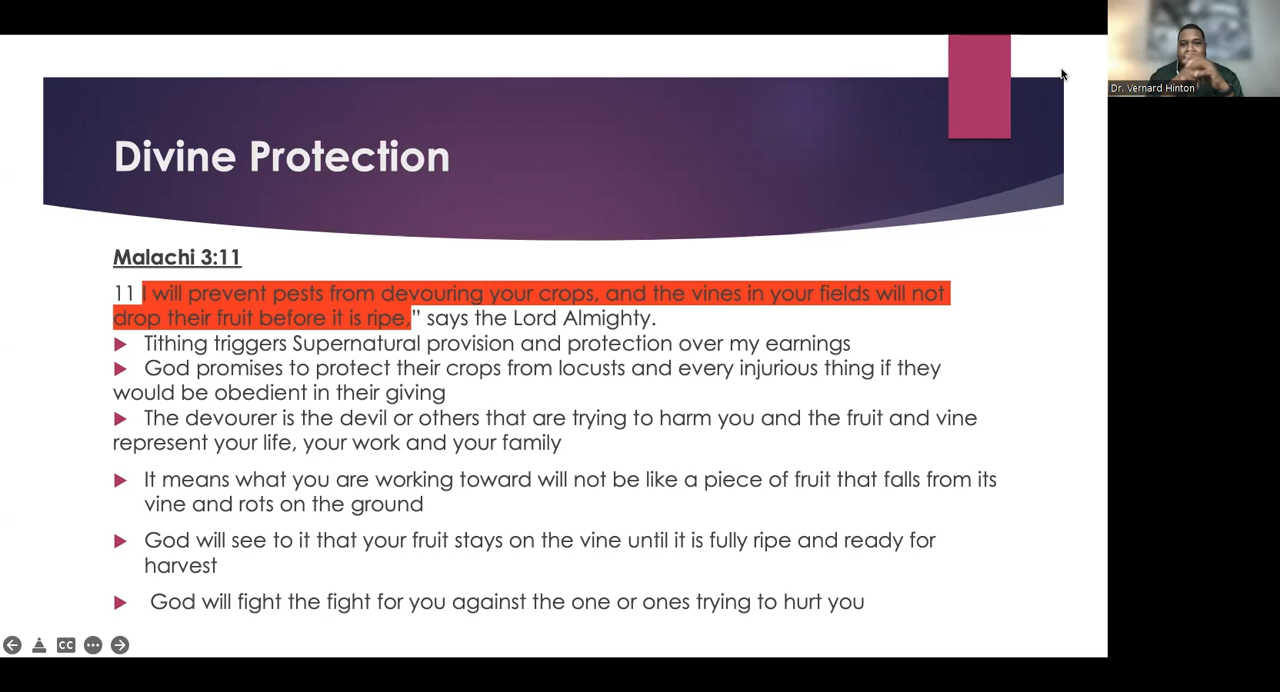 Dr. Vernard Hinton
Divine Protection
Malachi 3:11
11 I will prevent pests from devouring your crops, and the vines in your fields will not
drop their fruit before it is ripe,” says the Lord Almighty.
Tithing triggers Supernatural provision and protection over my earnings
God promises to protect their crops from locusts and every injurious thing if they
would be obedient in their giving
The devourer is the devil or others that are trying to harm you and the fruit and vine
represent your life, your work and your family
It means what you are working toward will not be like a piece of fruit that falls from its
vine and rots on the ground
God will see to it that your fruit stays on the vine until it is fully ripe and ready for
harvest
God will fight the fight for you against the one or ones trying to hurt you
CC